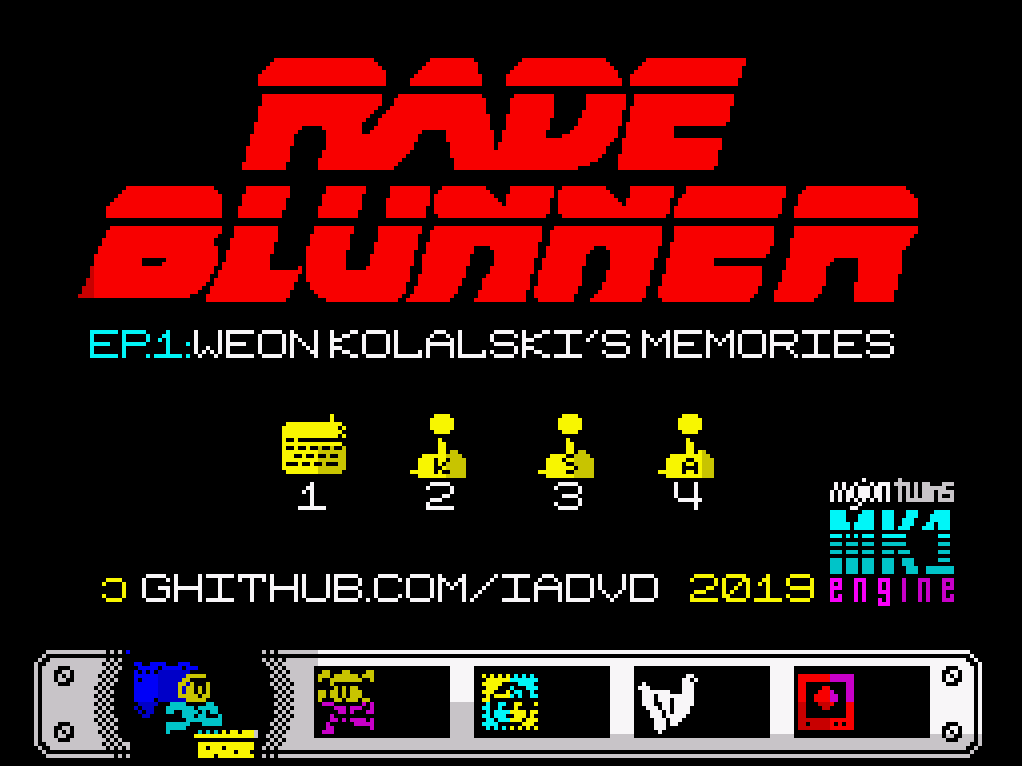 RADE
BLUNNER
EP.1:WEON KOLALSKI'S MEMORIES
K S A
1 2 3 4
mojon twins
MK1
engine
GHITHUB.COM/IADVD 2019